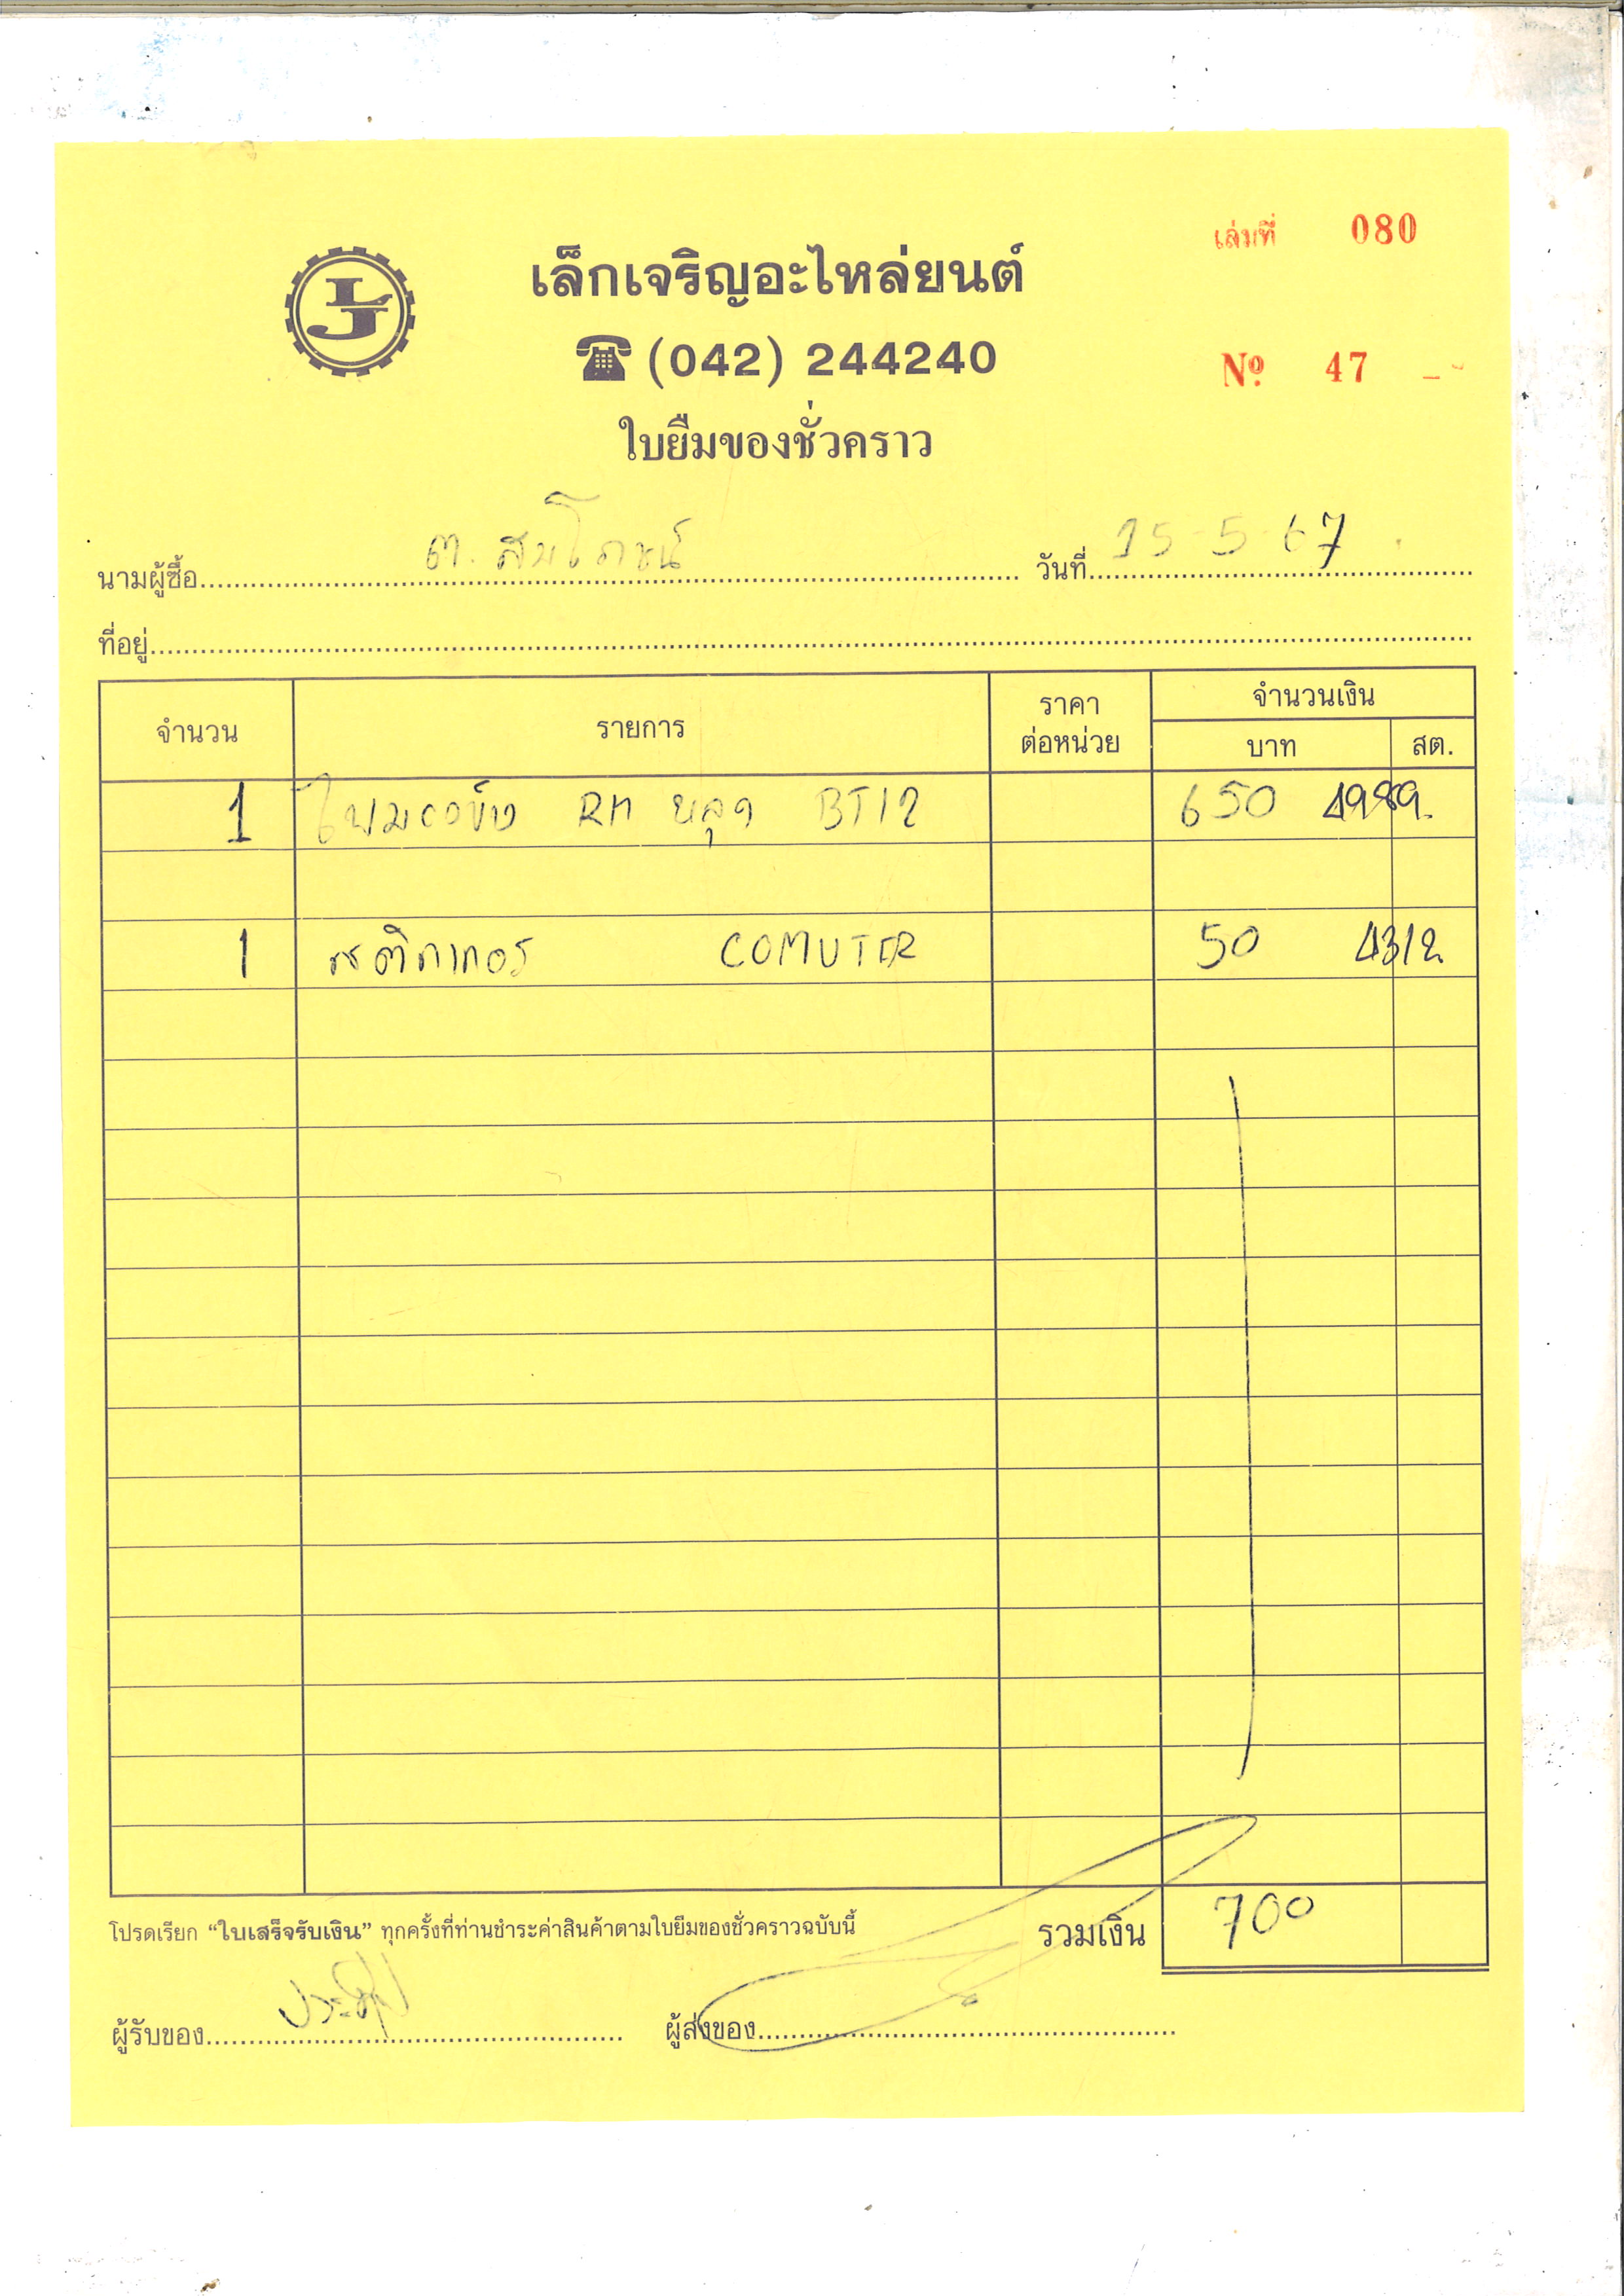 เล่มที่ 080
เล็กเจริญอะไหล่ยนต์
(042) 244240
Nº 47
ใบยืมของชั่วคราว
นามผู้ซื้อ ต. สมโภชน์ วันที่ 15-5-67
ที่อยู่
จำนวน รายการ ราคาต่อหน่วย จำนวนเงิน
บาท สต.
1 RH BT12 650
1 สติกเกอร์ COMUTER 50 4312
โปรดเรียก “ใบเสร็จรับเงิน” ทุกครั้งที่ท่านชำระค่าสินค้าตามใบยืมของชั่วคราวฉบับนี้ รวมเงิน 700
ผู้รับของ ผู้ส่งของ